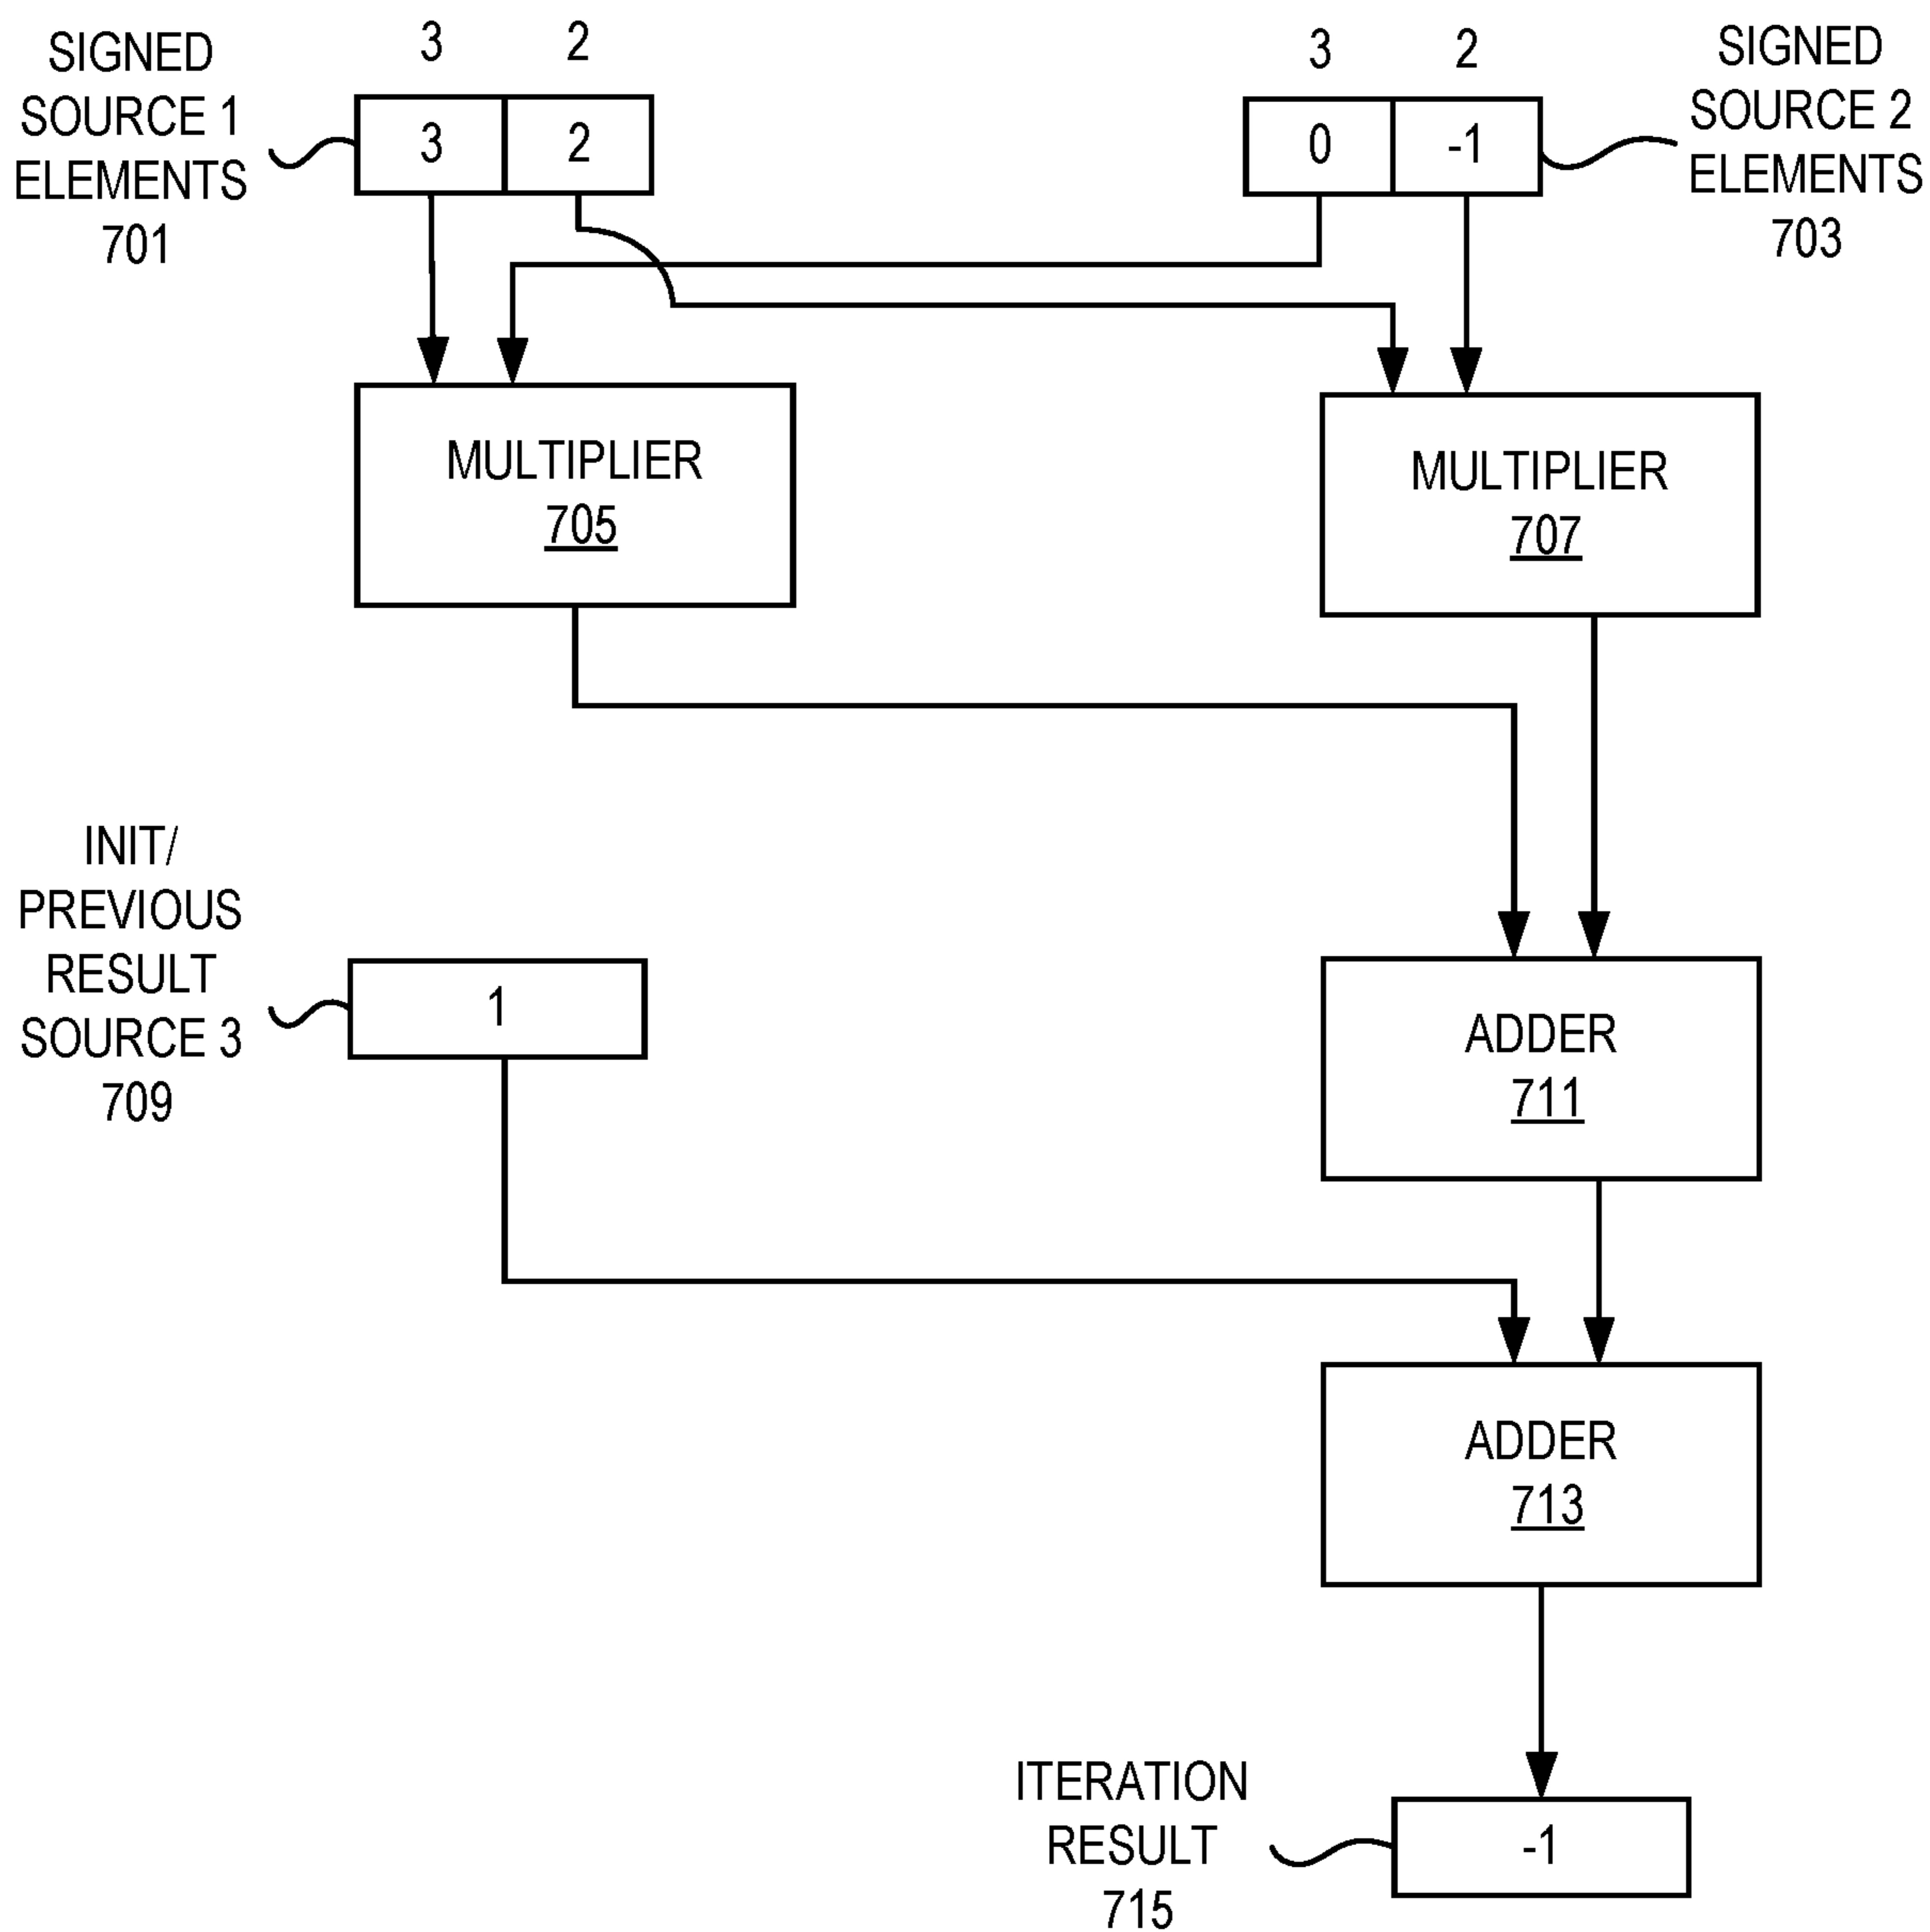 SIGNED
SOURCE 1
ELEMENTS
701
3 2
3 2
3 2
0 -1
SIGNED
SOURCE 2
ELEMENTS
703
MULTIPLIER
705
MULTIPLIER
707
INIT/
PREVIOUS
RESULT
SOURCE 3
709
1
ADDER
711
ADDER
713
ITERATION
RESULT
715
-1